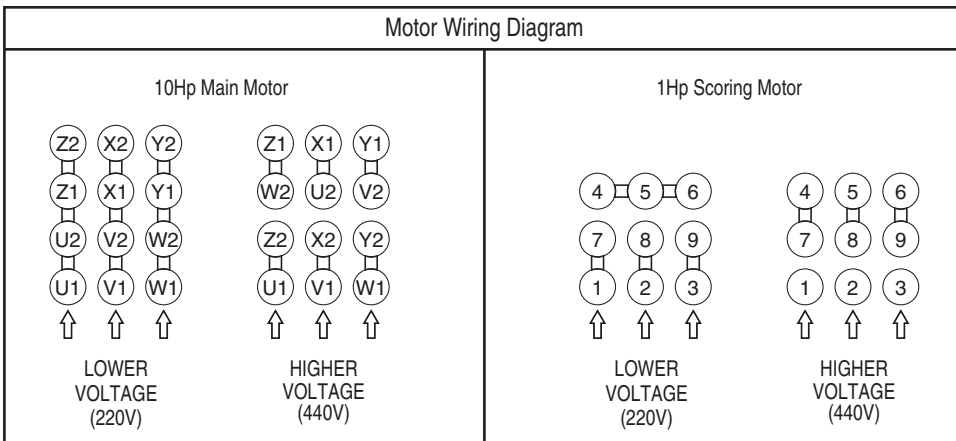 Motor Wiring Diagram
10Hp Main Motor
Z2 X2 Y2
Z1 X1 Y1
U2 V2 W2
U1 V1 W1
LOWER
VOLTAGE
(220V)
Z1 X1 Y1
W2 U2 V2
Z2 X2 Y2
U1 V1 W1
HIGHER
VOLTAGE
(440V)
1Hp Scoring Motor
4 5 6
7 8 9
1 2 3
LOWER
VOLTAGE
(220V)
4 5 6
7 8 9
1 2 3
HIGHER
VOLTAGE
(440V)